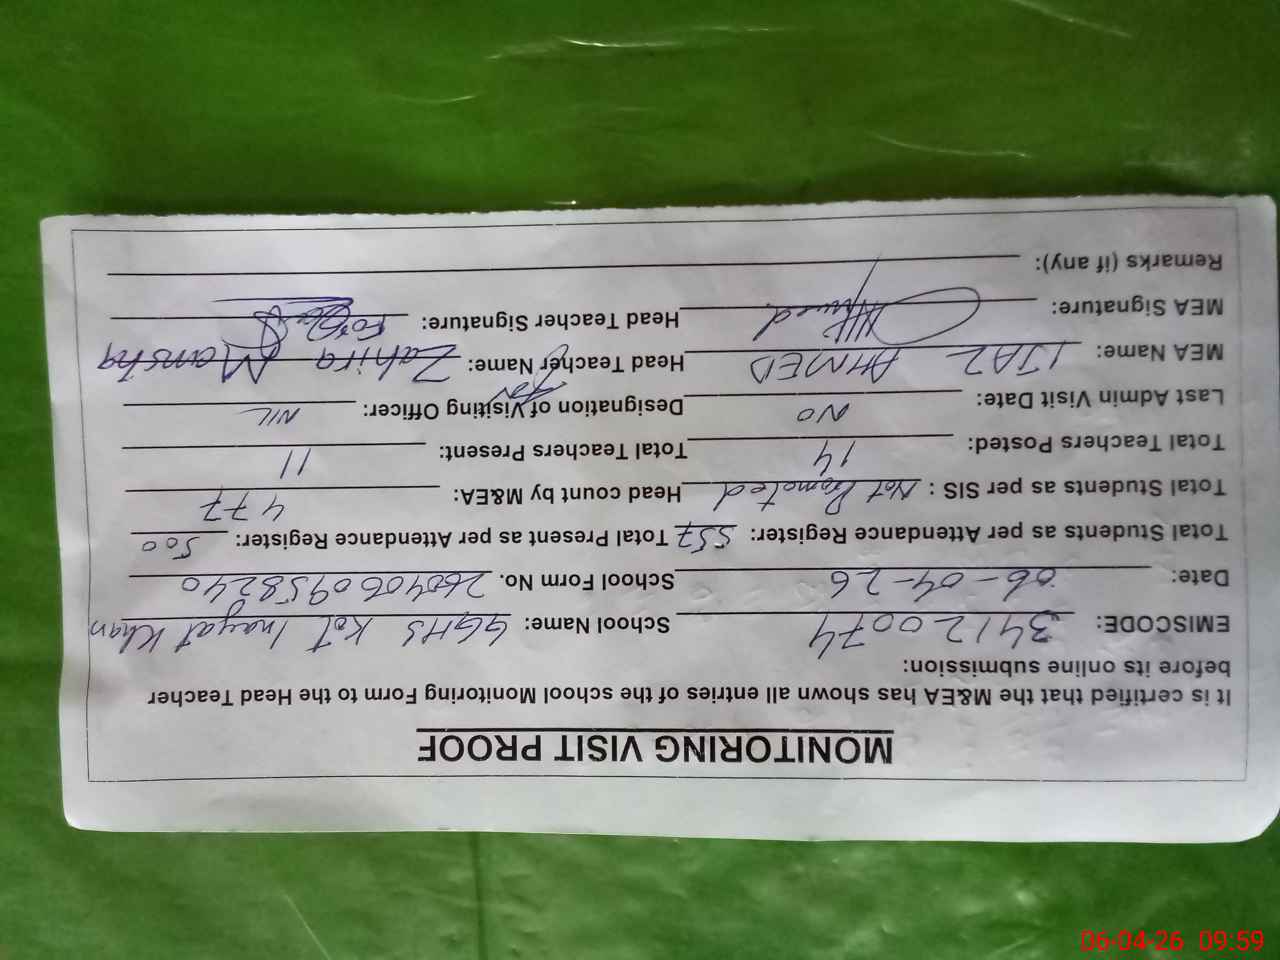 MONITORING VISIT PROOF
It is certified that the M&EA has shown all entries of the school Monitoring Form to the Head Teacher
before its online submission:
EMISCODE: 34120074 School Name: GGHS Kot Inayat Khan
Date: 06-04-26 School Form No. 2604060958240
Total Students as per Attendance Register: 557 Total Present as per Attendance Register: 500
Total Students as per SIS : Not Promoted Head count by M&EA: 477
Total Teachers Posted: 14 Total Teachers Present: 11
Last Admin Visit Date: NO Designation of Visiting Officer: NIL
MEA Name: IJAZ AHMED Head Teacher Name: Zahira Mansha
MEA Signature: Head Teacher Signature:
Remarks (if any):
06-04-26 09:59